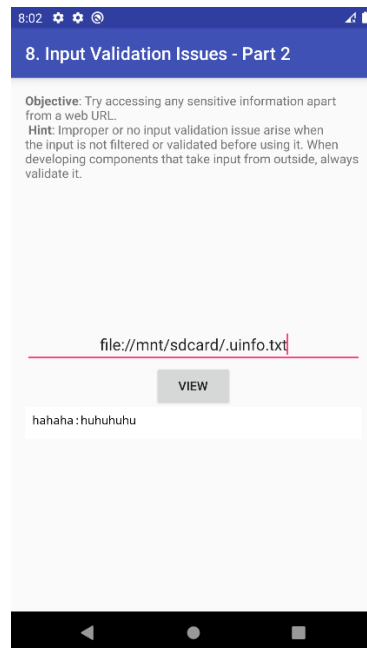 8:02
8. Input Validation Issues - Part 2
Objective: Try accessing any sensitive information apart
from a web URL.
Hint: Improper or no input validation issue arise when
the input is not filtered or validated before using it. When
developing components that take input from outside, always
validate it.
file://mnt/sdcard/.uinfo.txt
VIEW
hahaha:huhuhuhu